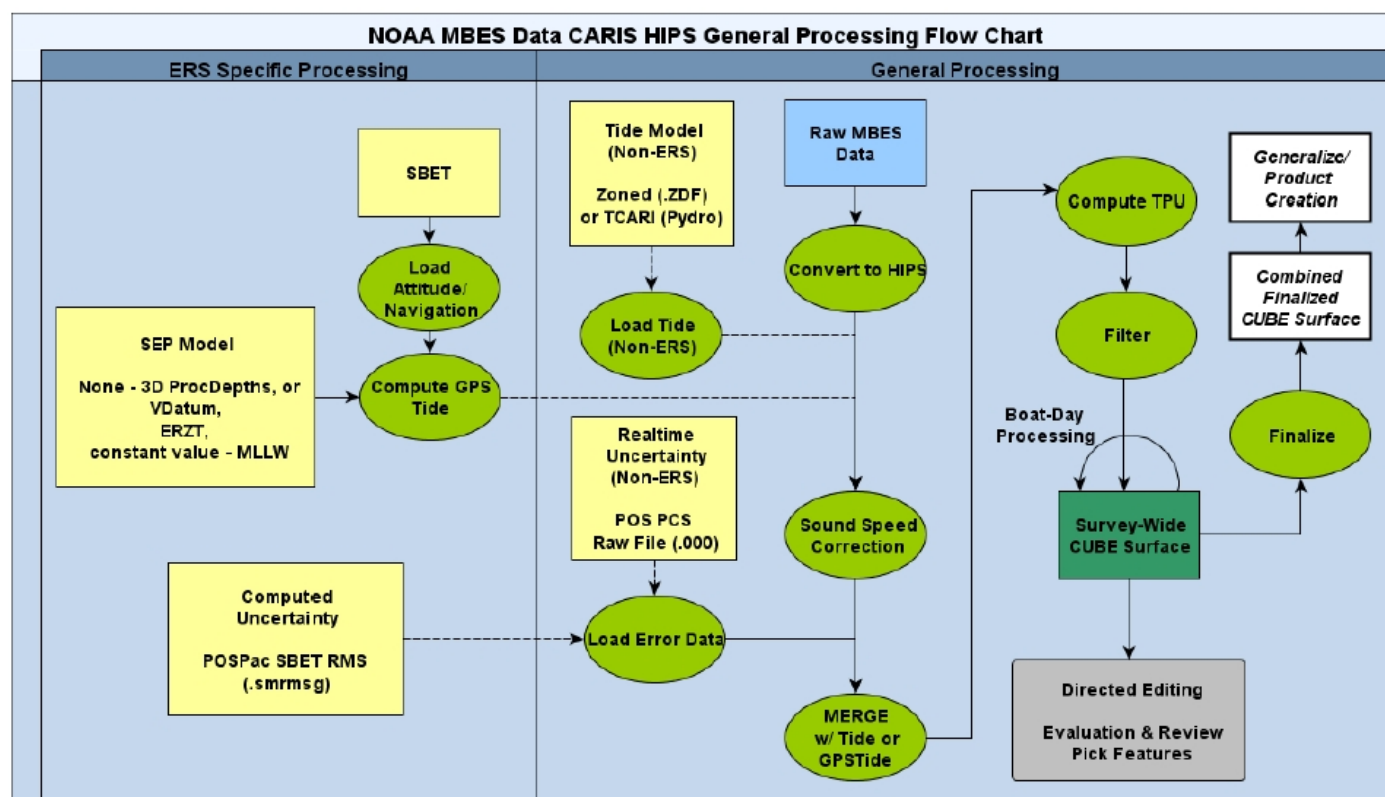 NOAA MBES Data CARIS HIPS General Processing Flow Chart
ERS Specific Processing
General Processing
SBET
Load
Attitude/
Navigation
SEP Model
None - 3D ProcDepths, or
VDatum,
ERZT,
constant value - MLLW
Compute GPS
Tide
Computed
Uncertainty
POSPac SBET RMS
(.smrmsg)
Tide Model
(Non-ERS)
Zoned (.ZDF)
or TCARI (Pydro)
Load Tide
(Non-ERS)
Realtime
Uncertainty
(Non-ERS)
POS PCS
Raw File (.000)
Load Error Data
Raw MBES
Data
Convert to HIPS
Sound Speed
Correction
MERGE
w/ Tide or
GPSTide
Compute TPU
Filter
Boat-Day
Processing
Survey-Wide
CUBE Surface
Directed Editing
Evaluation & Review
Pick Features
Generalize/
Product
Creation
Combined
Finalized
CUBE Surface
Finalize